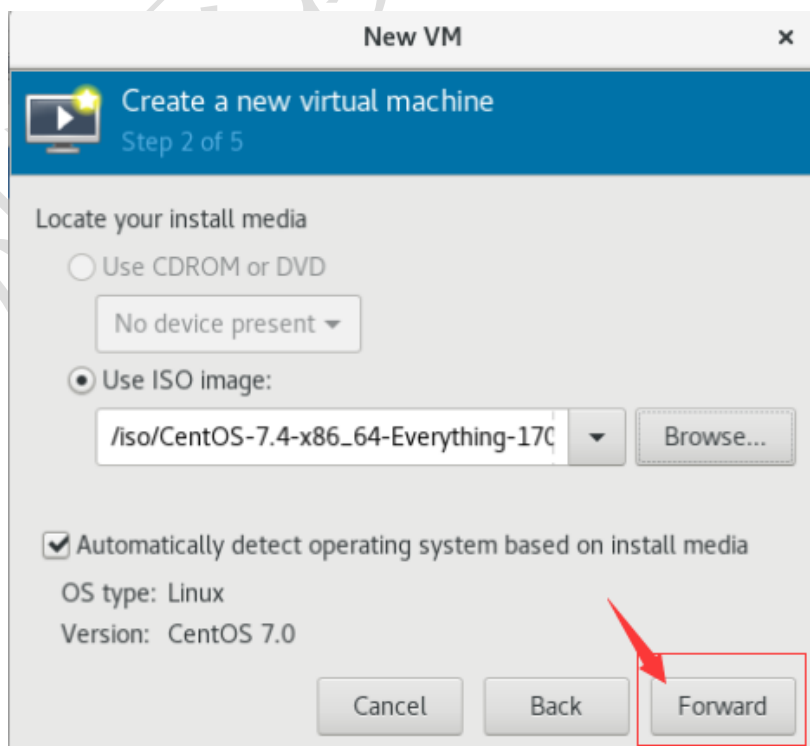 New VM
Create a new virtual machine
Step 2 of 5
Locate your install media
Use CDROM or DVD
No device present
Use ISO image:
/iso/CentOS-7.4-x86_64-Everything-170 Browse...
Automatically detect operating system based on install media
OS type: Linux
Version: CentOS 7.0
Cancel Back Forward